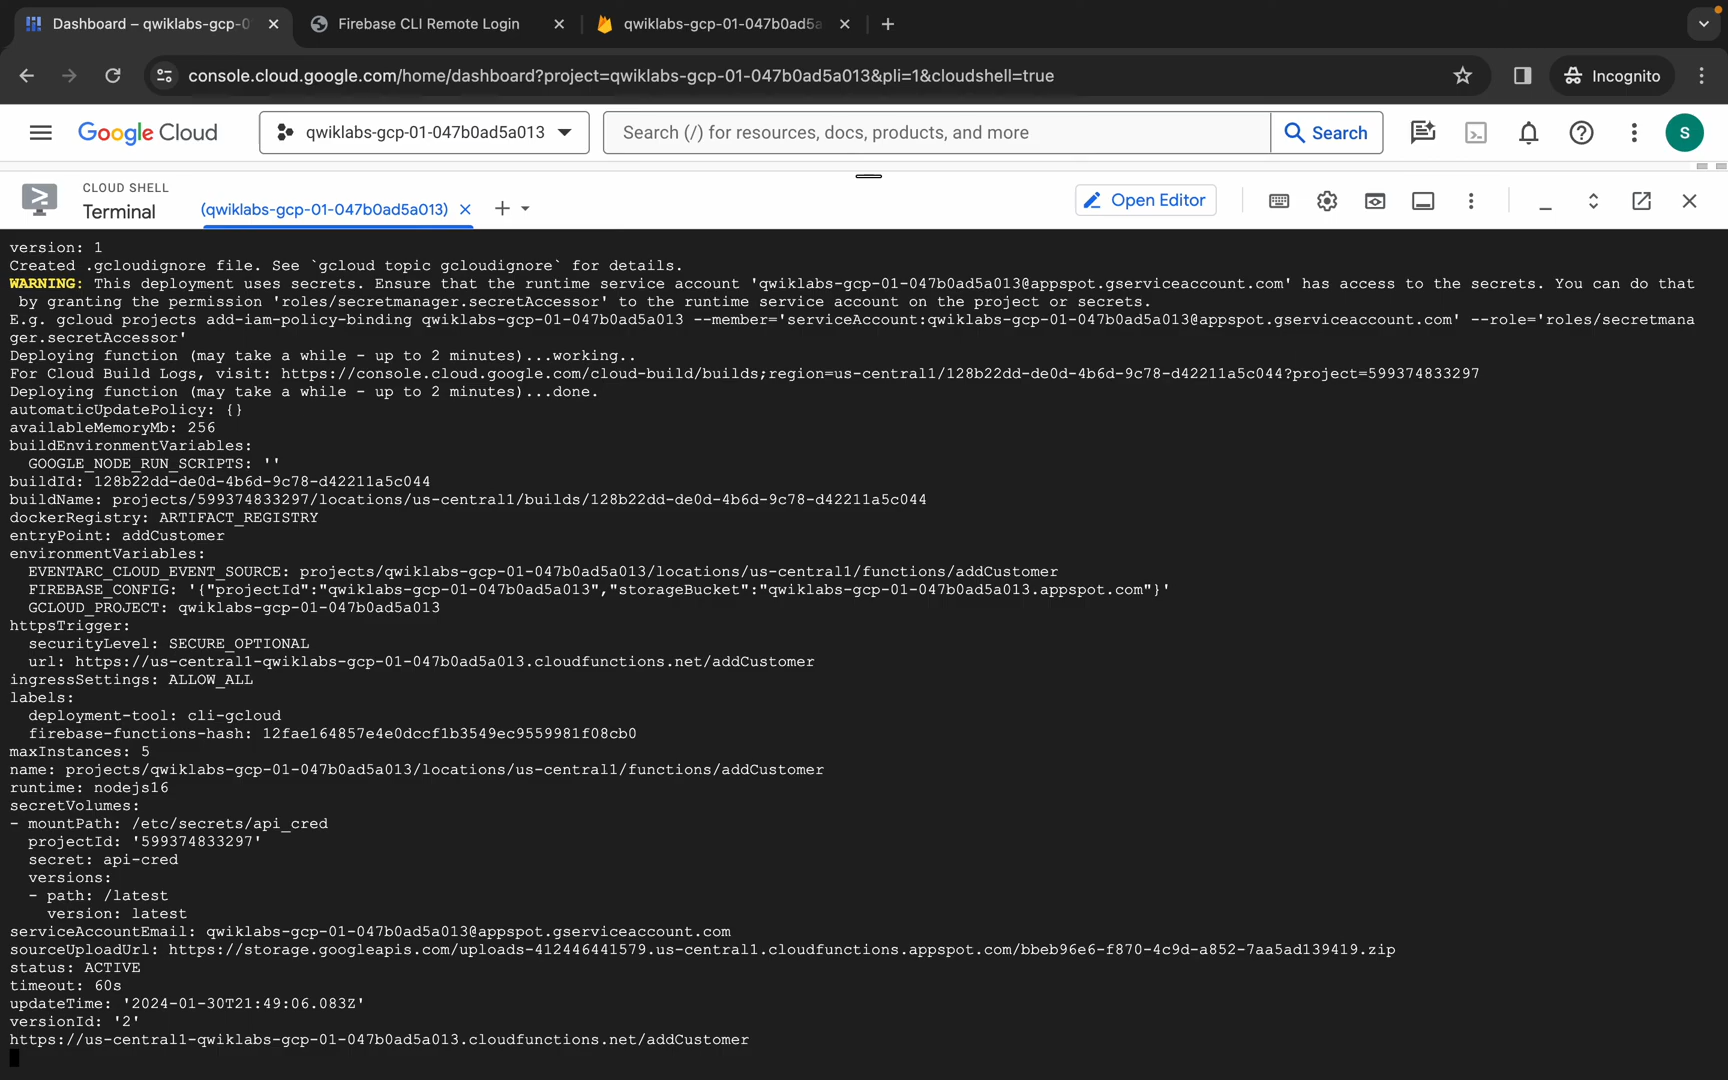 Dashboard – qwiklabs-gcp-0
Firebase CLI Remote Login
qwiklabs-gcp-01-047b0ad5a
console.cloud.google.com/home/dashboard?project=qwiklabs-gcp-01-047b0ad5a013&pli=1&cloudshell=true
Incognito
Google Cloud
qwiklabs-gcp-01-047b0ad5a013
Search (/) for resources, docs, products, and more
Search
S
CLOUD SHELL
Terminal
(qwiklabs-gcp-01-047b0ad5a013)
Open Editor
version: 1
Created .gcloudignore file. See `gcloud topic gcloudignore` for details.
WARNING: This deployment uses secrets. Ensure that the runtime service account 'qwiklabs-gcp-01-047b0ad5a013@appspot.gserviceaccount.com' has access to the secrets. You can do that
by granting the permission 'roles/secretmanager.secretAccessor' to the runtime service account on the project or secrets.
E.g. gcloud projects add-iam-policy-binding qwiklabs-gcp-01-047b0ad5a013 --member='serviceAccount:qwiklabs-gcp-01-047b0ad5a013@appspot.gserviceaccount.com' --role='roles/secretmana
ger.secretAccessor'
Deploying function (may take a while - up to 2 minutes)...working..
For Cloud Build Logs, visit: https://console.cloud.google.com/cloud-build/builds;region=us-central1/128b22dd-de0d-4b6d-9c78-d42211a5c044?project=599374833297
Deploying function (may take a while - up to 2 minutes)...done.
automaticUpdatePolicy: {}
availableMemoryMb: 256
buildEnvironmentVariables:
  GOOGLE_NODE_RUN_SCRIPTS: ''
buildId: 128b22dd-de0d-4b6d-9c78-d42211a5c044
buildName: projects/599374833297/locations/us-central1/builds/128b22dd-de0d-4b6d-9c78-d42211a5c044
dockerRegistry: ARTIFACT_REGISTRY
entryPoint: addCustomer
environmentVariables:
  EVENTARC_CLOUD_EVENT_SOURCE: projects/qwiklabs-gcp-01-047b0ad5a013/locations/us-central1/functions/addCustomer
  FIREBASE_CONFIG: '{"projectId":"qwiklabs-gcp-01-047b0ad5a013","storageBucket":"qwiklabs-gcp-01-047b0ad5a013.appspot.com"}'
  GCLOUD_PROJECT: qwiklabs-gcp-01-047b0ad5a013
httpsTrigger:
  securityLevel: SECURE_OPTIONAL
  url: https://us-central1-qwiklabs-gcp-01-047b0ad5a013.cloudfunctions.net/addCustomer
ingressSettings: ALLOW_ALL
labels:
  deployment-tool: cli-gcloud
  firebase-functions-hash: 12fae164857e4e0dccf1b3549ec9559981f08cb0
maxInstances: 5
name: projects/qwiklabs-gcp-01-047b0ad5a013/locations/us-central1/functions/addCustomer
runtime: nodejs16
secretVolumes:
- mountPath: /etc/secrets/api_cred
  projectId: '599374833297'
  secret: api-cred
  versions:
  - path: /latest
    version: latest
serviceAccountEmail: qwiklabs-gcp-01-047b0ad5a013@appspot.gserviceaccount.com
sourceUploadUrl: https://storage.googleapis.com/uploads-412446441579.us-central1.cloudfunctions.appspot.com/bbeb96e6-f870-4c9d-a852-7aa5ad139419.zip
status: ACTIVE
timeout: 60s
updateTime: '2024-01-30T21:49:06.083Z'
versionId: '2'
https://us-central1-qwiklabs-gcp-01-047b0ad5a013.cloudfunctions.net/addCustomer